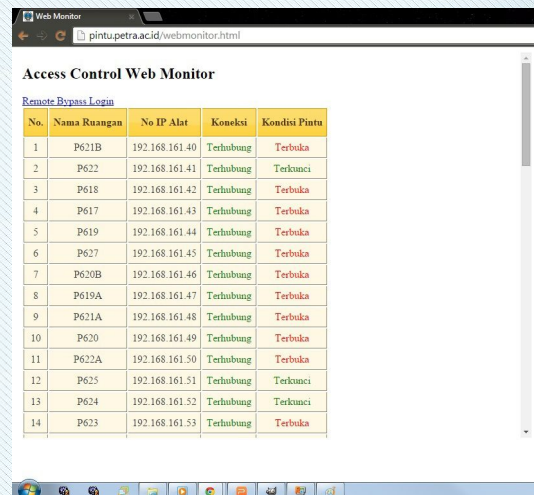 Web Monitor
pintu.petra.ac.id/webmonitor.html
Access Control Web Monitor
Remote Bypass Login
No. Nama Ruangan No IP Alat Koneksi Kondisi Pintu
1 P621B 192.168.161.40 Terhubung Terbuka
2 P622 192.168.161.41 Terhubung Terkunci
3 P618 192.168.161.42 Terhubung Terbuka
4 P617 192.168.161.43 Terhubung Terbuka
5 P619 192.168.161.44 Terhubung Terbuka
6 P627 192.168.161.45 Terhubung Terbuka
7 P620B 192.168.161.46 Terhubung Terbuka
8 P619A 192.168.161.47 Terhubung Terbuka
9 P621A 192.168.161.48 Terhubung Terbuka
10 P620 192.168.161.49 Terhubung Terbuka
11 P622A 192.168.161.50 Terhubung Terbuka
12 P625 192.168.161.51 Terhubung Terkunci
13 P624 192.168.161.52 Terhubung Terkunci
14 P623 192.168.161.53 Terhubung Terbuka